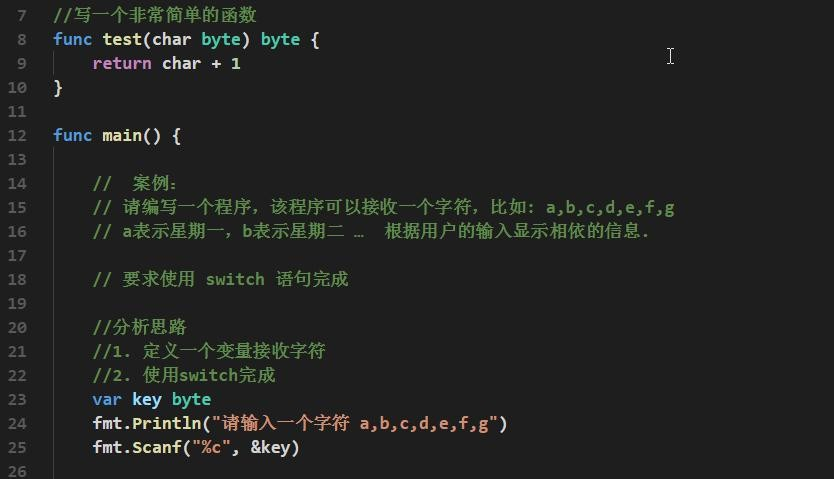 7 //写一个非常简单的函数
8 func test(char byte) byte {
9     return char + 1
10 }
11
12 func main() {
13
14     //  案例：
15     // 请编写一个程序，该程序可以接收一个字符，比如: a,b,c,d,e,f,g
16     // a表示星期一，b表示星期二 …  根据用户的输入显示相依的信息.
17
18     // 要求使用 switch 语句完成
19
20     //分析思路
21     //1. 定义一个变量接收字符
22     //2. 使用switch完成
23     var key byte
24     fmt.Println("请输入一个字符 a,b,c,d,e,f,g")
25     fmt.Scanf("%c", &key)
26